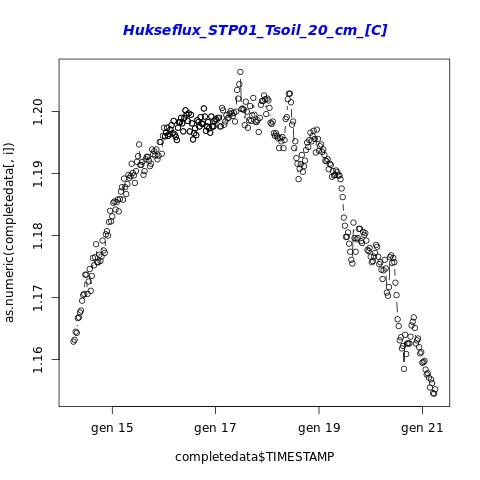 Hukseflux_STP01_Tsoil_20_cm_[C]
as.numeric(completedata[, i])
1.20
1.19
1.18
1.17
1.16
gen 15
gen 17
gen 19
gen 21
completedata$TIMESTAMP